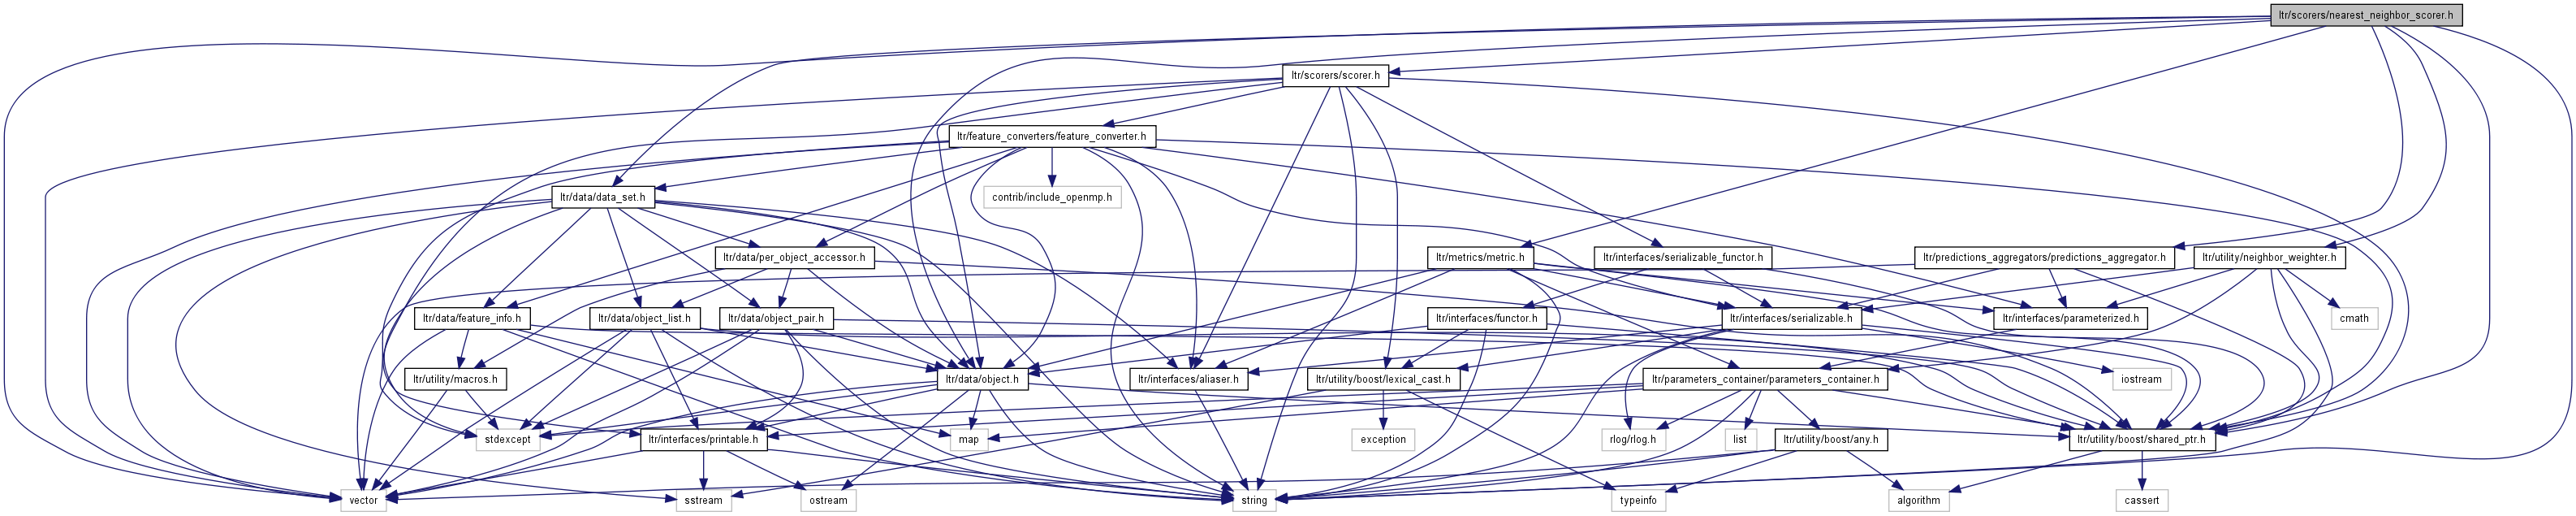 ltr/scorers/nearest_neighbor_scorer.h
ltr/scorers/scorer.h
ltr/feature_converters/feature_converter.h
ltr/data/data_set.h
contrib/include_openmp.h
ltr/data/per_object_accessor.h
ltr/metrics/metric.h
ltr/interfaces/serializable_functor.h
ltr/predictions_aggregators/predictions_aggregator.h
ltr/utility/neighbor_weighter.h
ltr/data/feature_info.h
ltr/data/object_list.h
ltr/data/object_pair.h
ltr/interfaces/functor.h
ltr/interfaces/serializable.h
ltr/interfaces/parameterized.h
cmath
ltr/utility/macros.h
ltr/data/object.h
ltr/interfaces/aliaser.h
ltr/utility/boost/lexical_cast.h
ltr/parameters_container/parameters_container.h
iostream
stdexcept
ltr/interfaces/printable.h
map
exception
rlog/rlog.h
list
ltr/utility/boost/any.h
ltr/utility/boost/shared_ptr.h
vector
sstream
ostream
string
typeinfo
algorithm
cassert